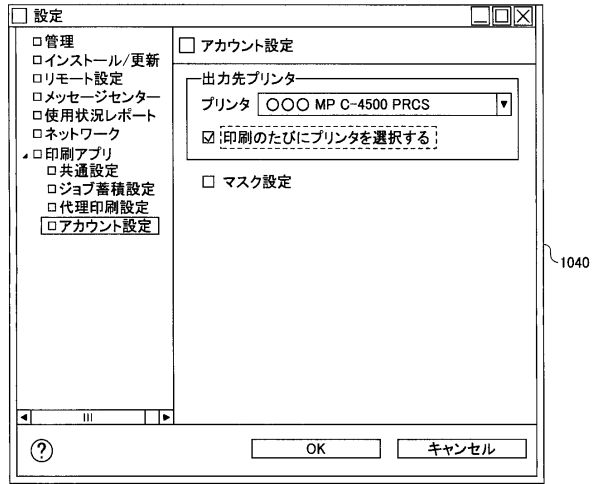 設定
管理
インストール/更新
リモート設定
メッセージセンター
使用状況レポート
ネットワーク
印刷アプリ
共通設定
ジョブ蓄積設定
代理印刷設定
アカウント設定
アカウント設定
出力先プリンター
プリンタ 〇〇〇 MP C-4500 PRCS
印刷のたびにプリンタを選択する
マスク設定
1040
?
OK
キャンセル